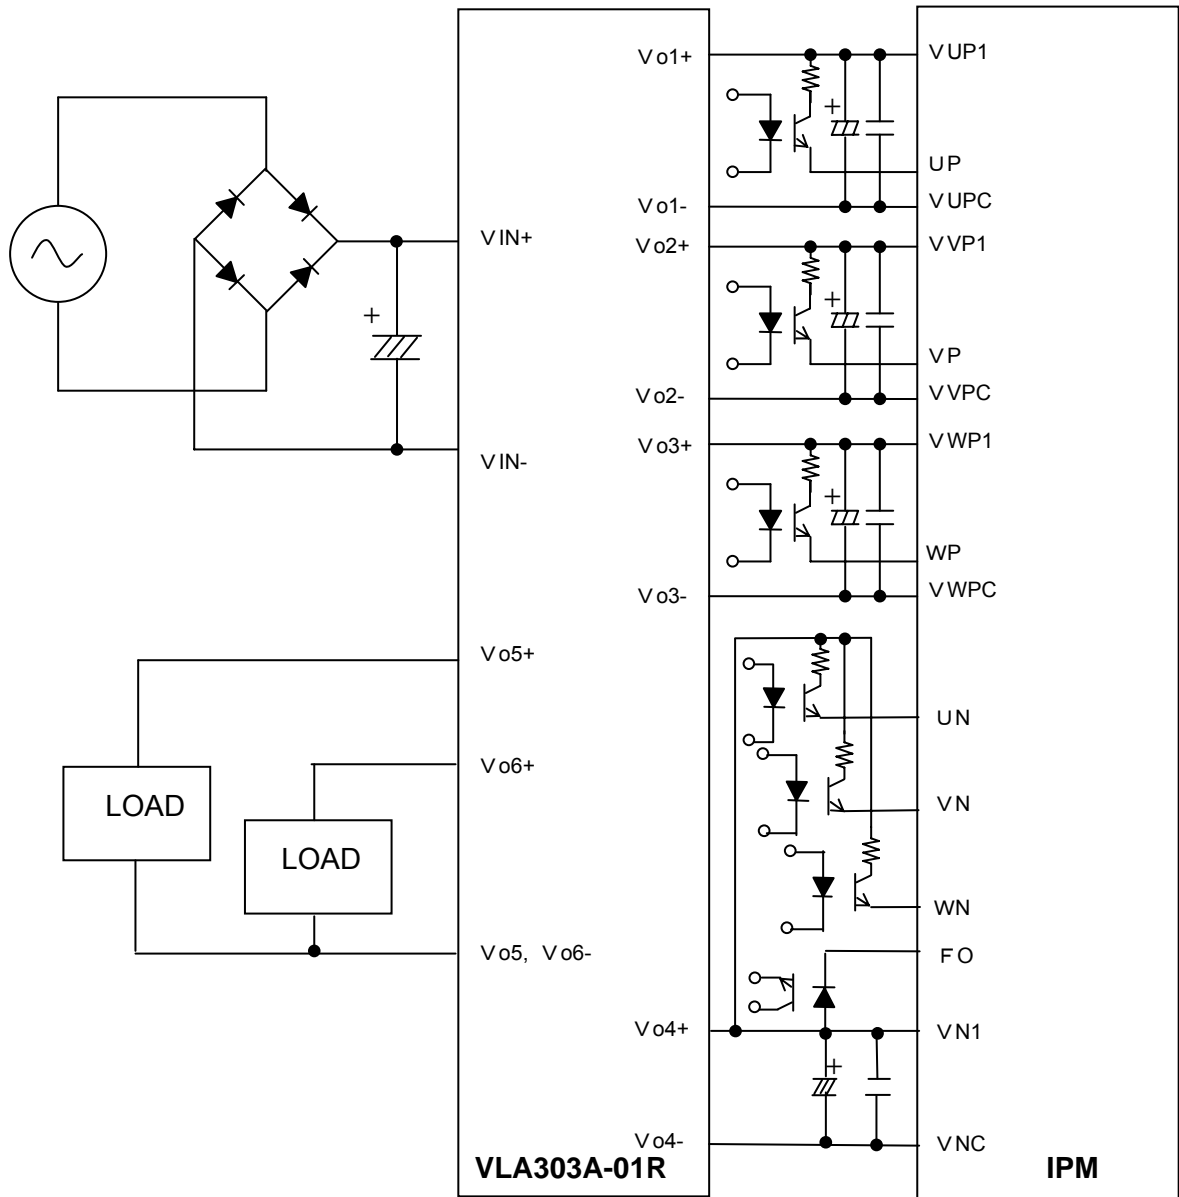 Vo1+
VUP1
UP
Vo1-
VUPC
VIN+
Vo2+
VVP1
+
VP
Vo2-
VVPC
VIN-
Vo3+
VWP1
+
WP
Vo3-
VWPC
Vo5+
UN
Vo6+
LOAD
VN
LOAD
WN
Vo5, Vo6-
FO
Vo4+
VN1
+
Vo4-
VNC
VLA303A-01R
IPM
+
+